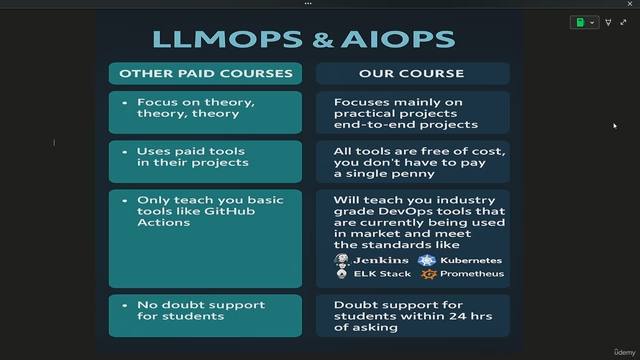 LLMOPS & AIOPS
OTHER PAID COURSES
OUR COURSE
• Focus on theory,
theory, theory
Focuses mainly on
practical projects
end-to-end projects
• Uses paid tools
in their projects
All tools are free of cost,
you don't have to pay
a single penny
• Only teach you basic
tools like GitHub
Actions
Will teach you industry
grade DevOps tools that
are currently being used
in market and meet
the standards like
Jenkins
Kubernetes
ELK Stack
Prometheus
• No doubt support
for students
Doubt support for
students within 24 hrs
of asking
udemy